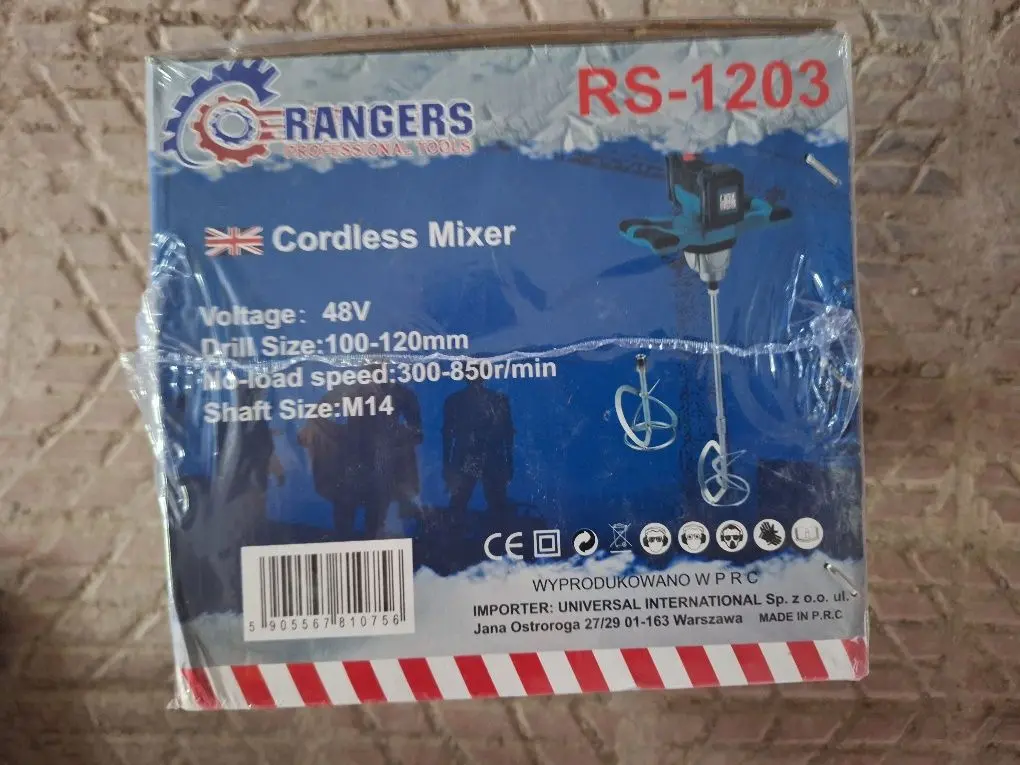 RANGERS
PROFESSIONAL TOOLS
RS-1203
Cordless Mixer
Voltage: 48V
Drill Size:100-120mm
No-load speed:300-850r/min
Shaft Size:M14
CE
5 905567 810756
WYPRODUKOWANO W P R C
IMPORTER: UNIVERSAL INTERNATIONAL Sp. z o.o. ul.
Jana Ostroroga 27/29 01-163 Warszawa MADE IN P.R.C